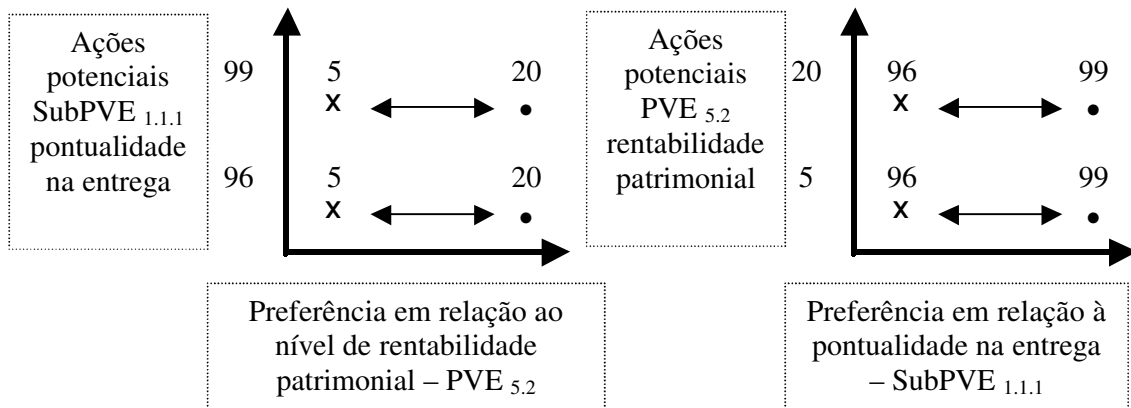 Ações
potenciais
SubPVE 1.1.1
pontualidade
na entrega
99
5
20
x
96
5
20
x
Preferência em relação ao
nível de rentabilidade
patrimonial – PVE 5.2
Ações
potenciais
PVE 5.2
rentabilidade
patrimonial
20
96
99
x
5
96
99
x
Preferência em relação à
pontualidade na entrega
– SubPVE 1.1.1